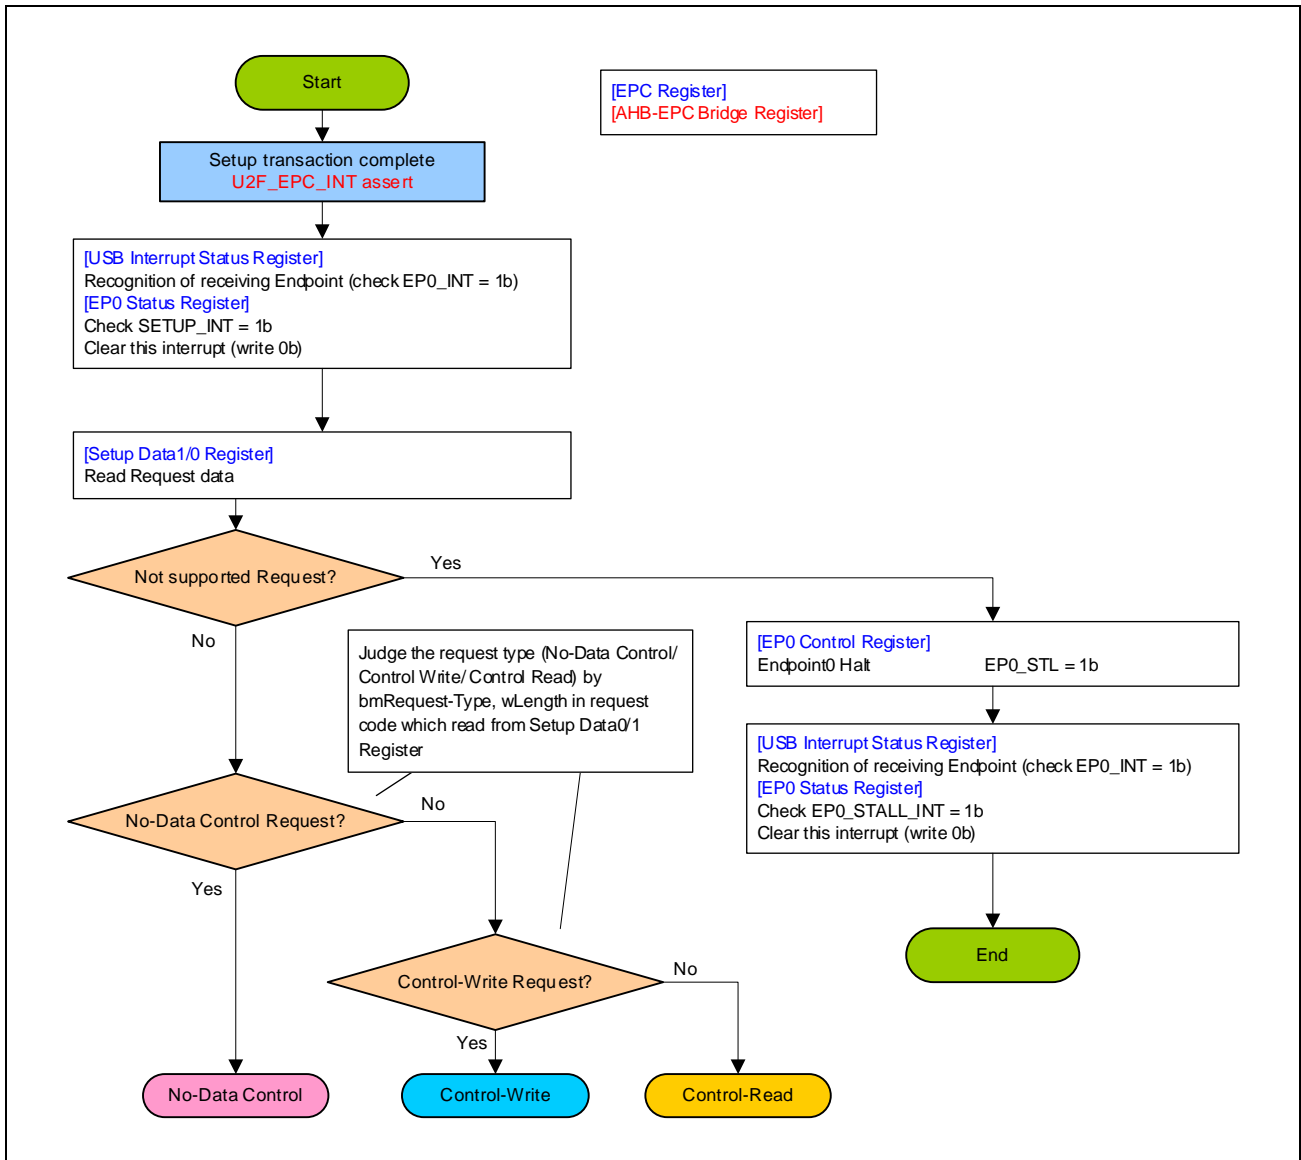 Start
[EPC Register]
[AHB-EPC Bridge Register]
Setup transaction complete
U2F_EPC_INT assert
[USB Interrupt Status Register]
Recognition of receiving Endpoint (check EP0_INT = 1b)
[EP0 Status Register]
Check SETUP_INT = 1b
Clear this interrupt (write 0b)
[Setup Data1/0 Register]
Read Request data
Not supported Request?
Yes
No
[EP0 Control Register]
Endpoint0 Halt EP0_STL = 1b
Judge the request type (No-Data Control/
Control Write/ Control Read) by
bmRequest-Type, wLength in request
code which read from Setup Data0/1
Register
[USB Interrupt Status Register]
Recognition of receiving Endpoint (check EP0_INT = 1b)
[EP0 Status Register]
Check EP0_STALL_INT = 1b
Clear this interrupt (write 0b)
No-Data Control Request?
No
Yes
End
Control-Write Request?
No
Yes
No-Data Control
Control-Write
Control-Read